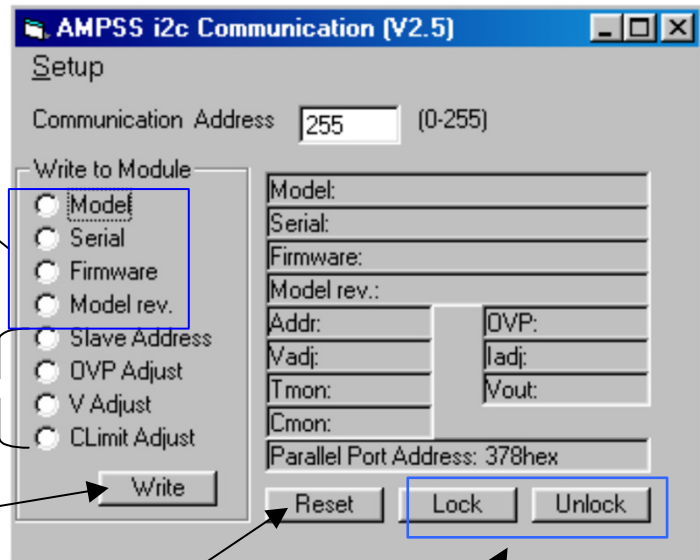 AMPSS i2c Communication (V2.5)
Setup
Communication Address 255 (0-255)
Write to Module
Model
Serial
Firmware
Model rev.
Slave Address
OVP Adjust
V Adjust
CLimit Adjust
Write
Model:
Serial:
Firmware:
Model rev.:
Addr: OVP:
Vadj: Iadj:
Tmon: Vout:
Cmon:
Parallel Port Address: 378hex
Reset Lock Unlock